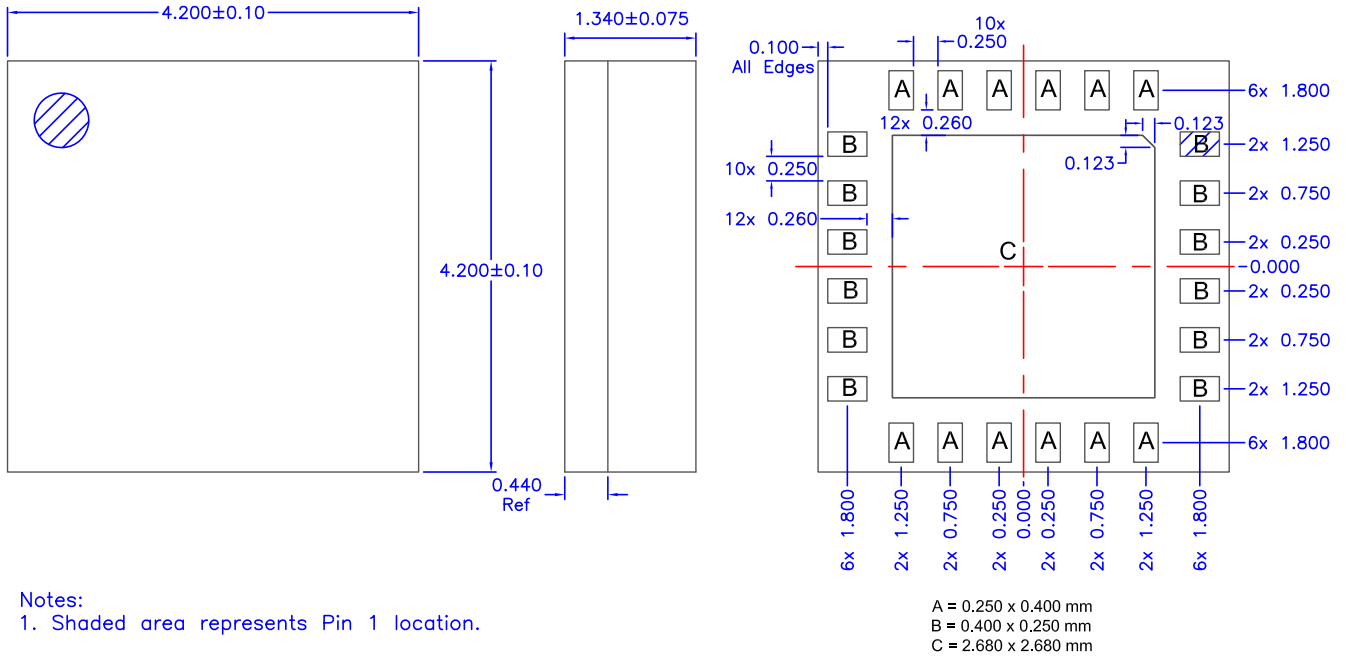 4.200±0.10
1.340±0.075
10x
0.250
0.100
All Edges
A A A A A A
6x 1.800
12x 0.260
0.123
B
B
2x 1.250
0.123
10x 0.250
B
B
2x 0.750
12x 0.260
B
B
2x 0.250
C
0.000
4.200±0.10
B
B
2x 0.250
B
B
2x 0.750
B
B
2x 1.250
A A A A A A
6x 1.800
0.440
Ref
6x 1.800
2x 1.250
2x 0.750
2x 0.250
0.000
2x 0.250
2x 0.750
2x 1.250
6x 1.800
Notes:
1. Shaded area represents Pin 1 location.
A = 0.250 x 0.400 mm
B = 0.400 x 0.250 mm
C = 2.680 x 2.680 mm